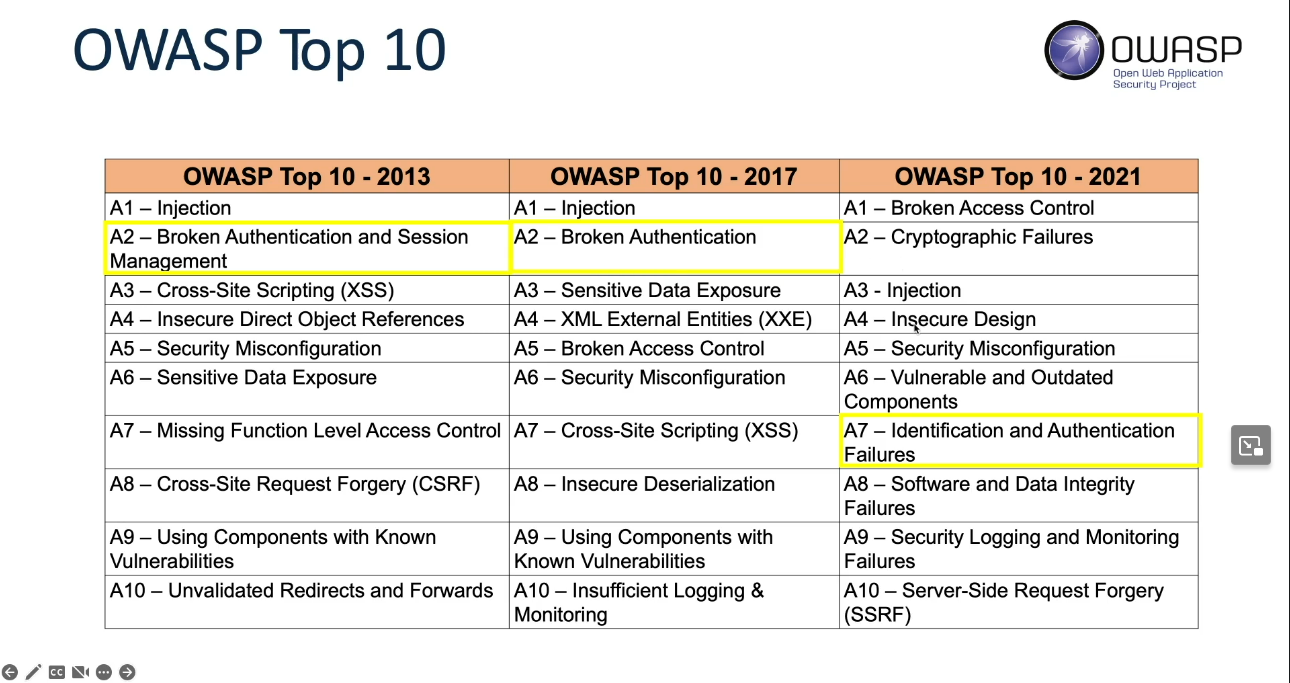 OWASP Top 10
OWASP
Open Web Application
Security Project
OWASP Top 10 - 2013
OWASP Top 10 - 2017
OWASP Top 10 - 2021
A1 – Injection
A1 – Injection
A1 – Broken Access Control
A2 – Broken Authentication and Session
Management
A2 – Broken Authentication
A2 – Cryptographic Failures
A3 – Cross-Site Scripting (XSS)
A3 – Sensitive Data Exposure
A3 - Injection
A4 – Insecure Direct Object References
A4 – XML External Entities (XXE)
A4 – Insecure Design
A5 – Security Misconfiguration
A5 – Broken Access Control
A5 – Security Misconfiguration
A6 – Sensitive Data Exposure
A6 – Security Misconfiguration
A6 – Vulnerable and Outdated
Components
A7 – Missing Function Level Access Control
A7 – Cross-Site Scripting (XSS)
A7 – Identification and Authentication
Failures
A8 – Cross-Site Request Forgery (CSRF)
A8 – Insecure Deserialization
A8 – Software and Data Integrity
Failures
A9 – Using Components with Known
Vulnerabilities
A9 – Using Components with
Known Vulnerabilities
A9 – Security Logging and Monitoring
Failures
A10 – Unvalidated Redirects and Forwards
A10 – Insufficient Logging &
Monitoring
A10 – Server-Side Request Forgery
(SSRF)
CC